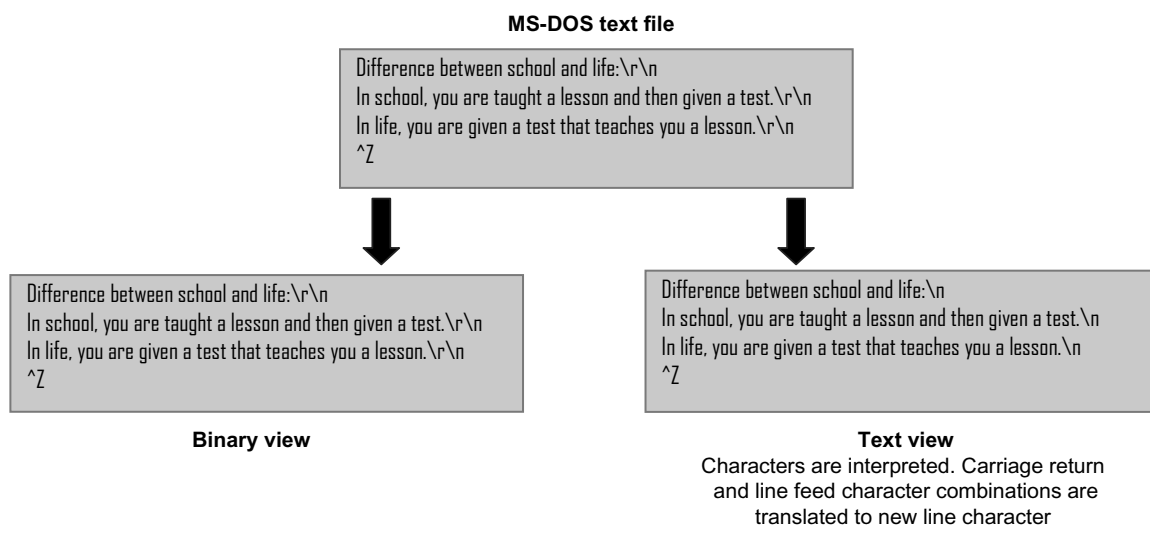 MS-DOS text file
Difference between school and life:\r\n
In school, you are taught a lesson and then given a test.\r\n
In life, you are given a test that teaches you a lesson.\r\n
^Z
Difference between school and life:\r\n
In school, you are taught a lesson and then given a test.\r\n
In life, you are given a test that teaches you a lesson.\r\n
^Z
Binary view
Difference between school and life:\n
In school, you are taught a lesson and then given a test.\n
In life, you are given a test that teaches you a lesson.\n
^Z
Text view
Characters are interpreted. Carriage return
and line feed character combinations are
translated to new line character